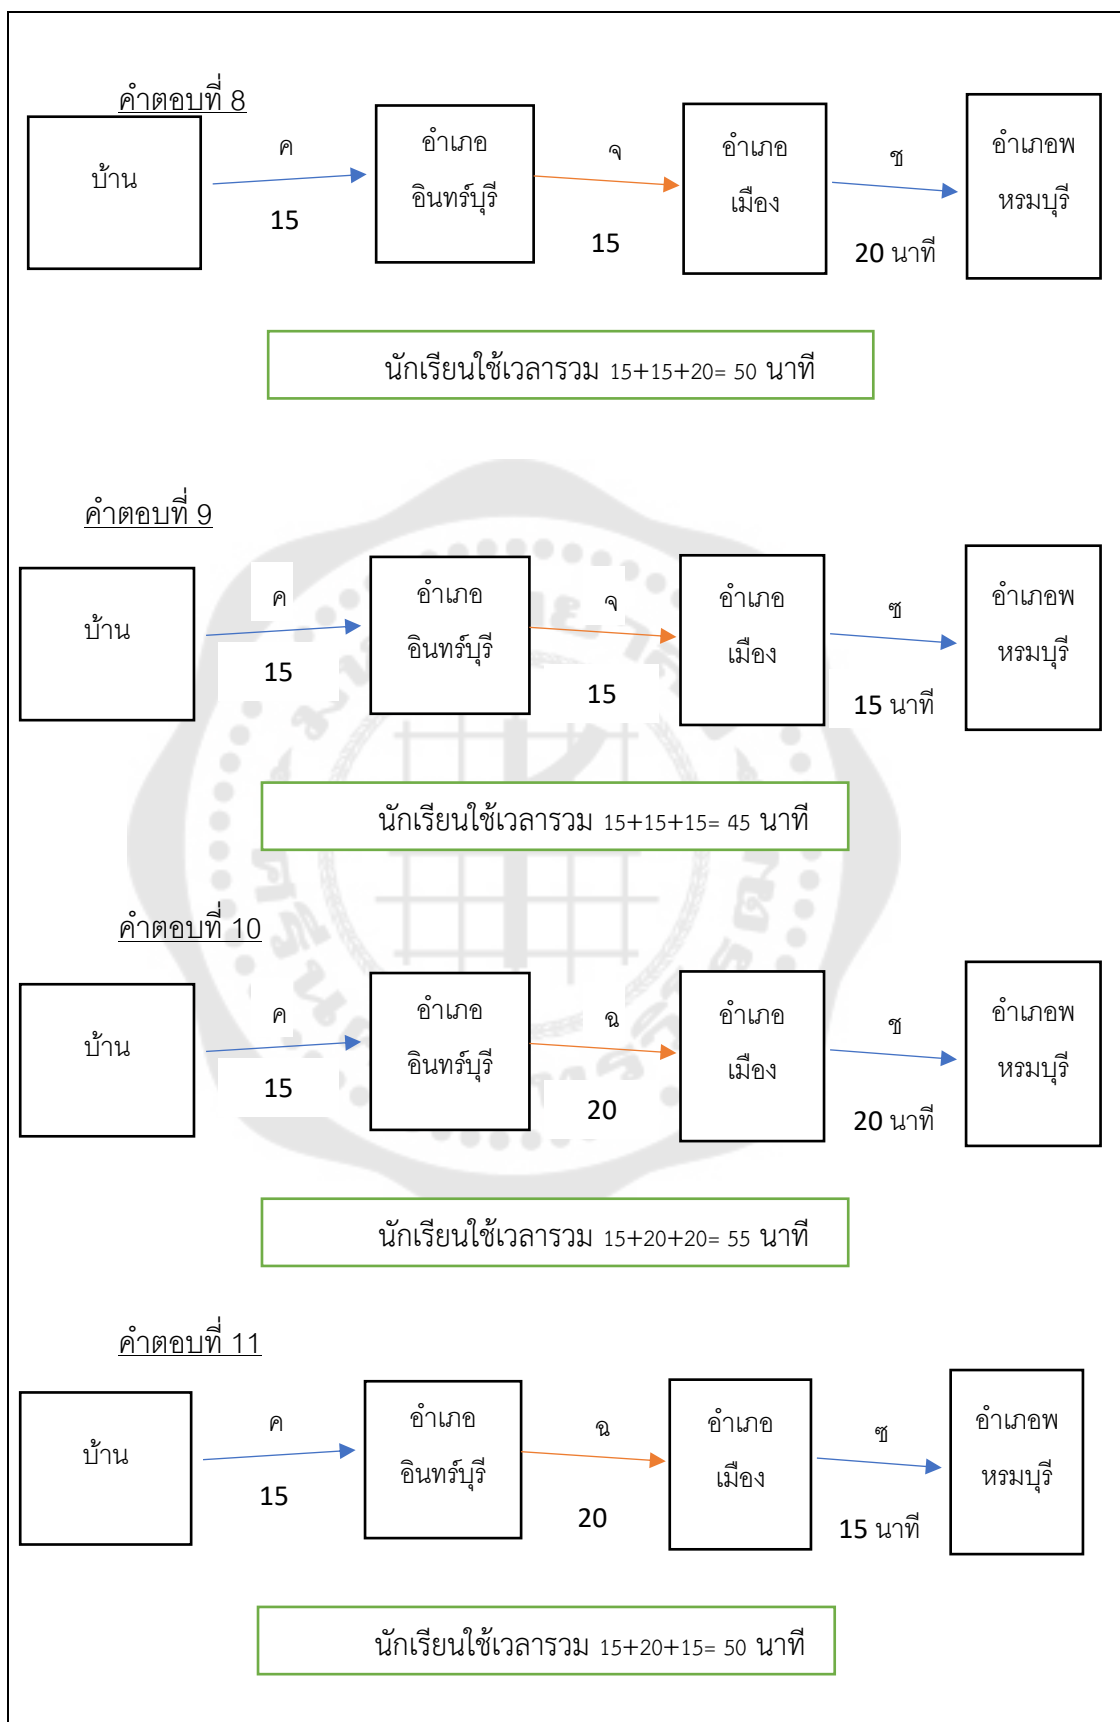 คำตอบที่ 8
บ้าน
ค
15
อำเภอ
อินทร์บุรี
จ
15
อำเภอ
เมือง
ช
20 นาที
อำเภอพ
หรมบุรี
นักเรียนใช้เวลารวม 15+15+20= 50 นาที
คำตอบที่ 9
บ้าน
ค
15
อำเภอ
อินทร์บุรี
จ
15
อำเภอ
เมือง
ซ
15 นาที
อำเภอพ
หรมบุรี
นักเรียนใช้เวลารวม 15+15+15= 45 นาที
คำตอบที่ 10
บ้าน
ค
15
อำเภอ
อินทร์บุรี
ฉ
20
อำเภอ
เมือง
ช
20 นาที
อำเภอพ
หรมบุรี
นักเรียนใช้เวลารวม 15+20+20= 55 นาที
คำตอบที่ 11
บ้าน
ค
15
อำเภอ
อินทร์บุรี
ฉ
20
อำเภอ
เมือง
ซ
15 นาที
อำเภอพ
หรมบุรี
นักเรียนใช้เวลารวม 15+20+15= 50 นาที